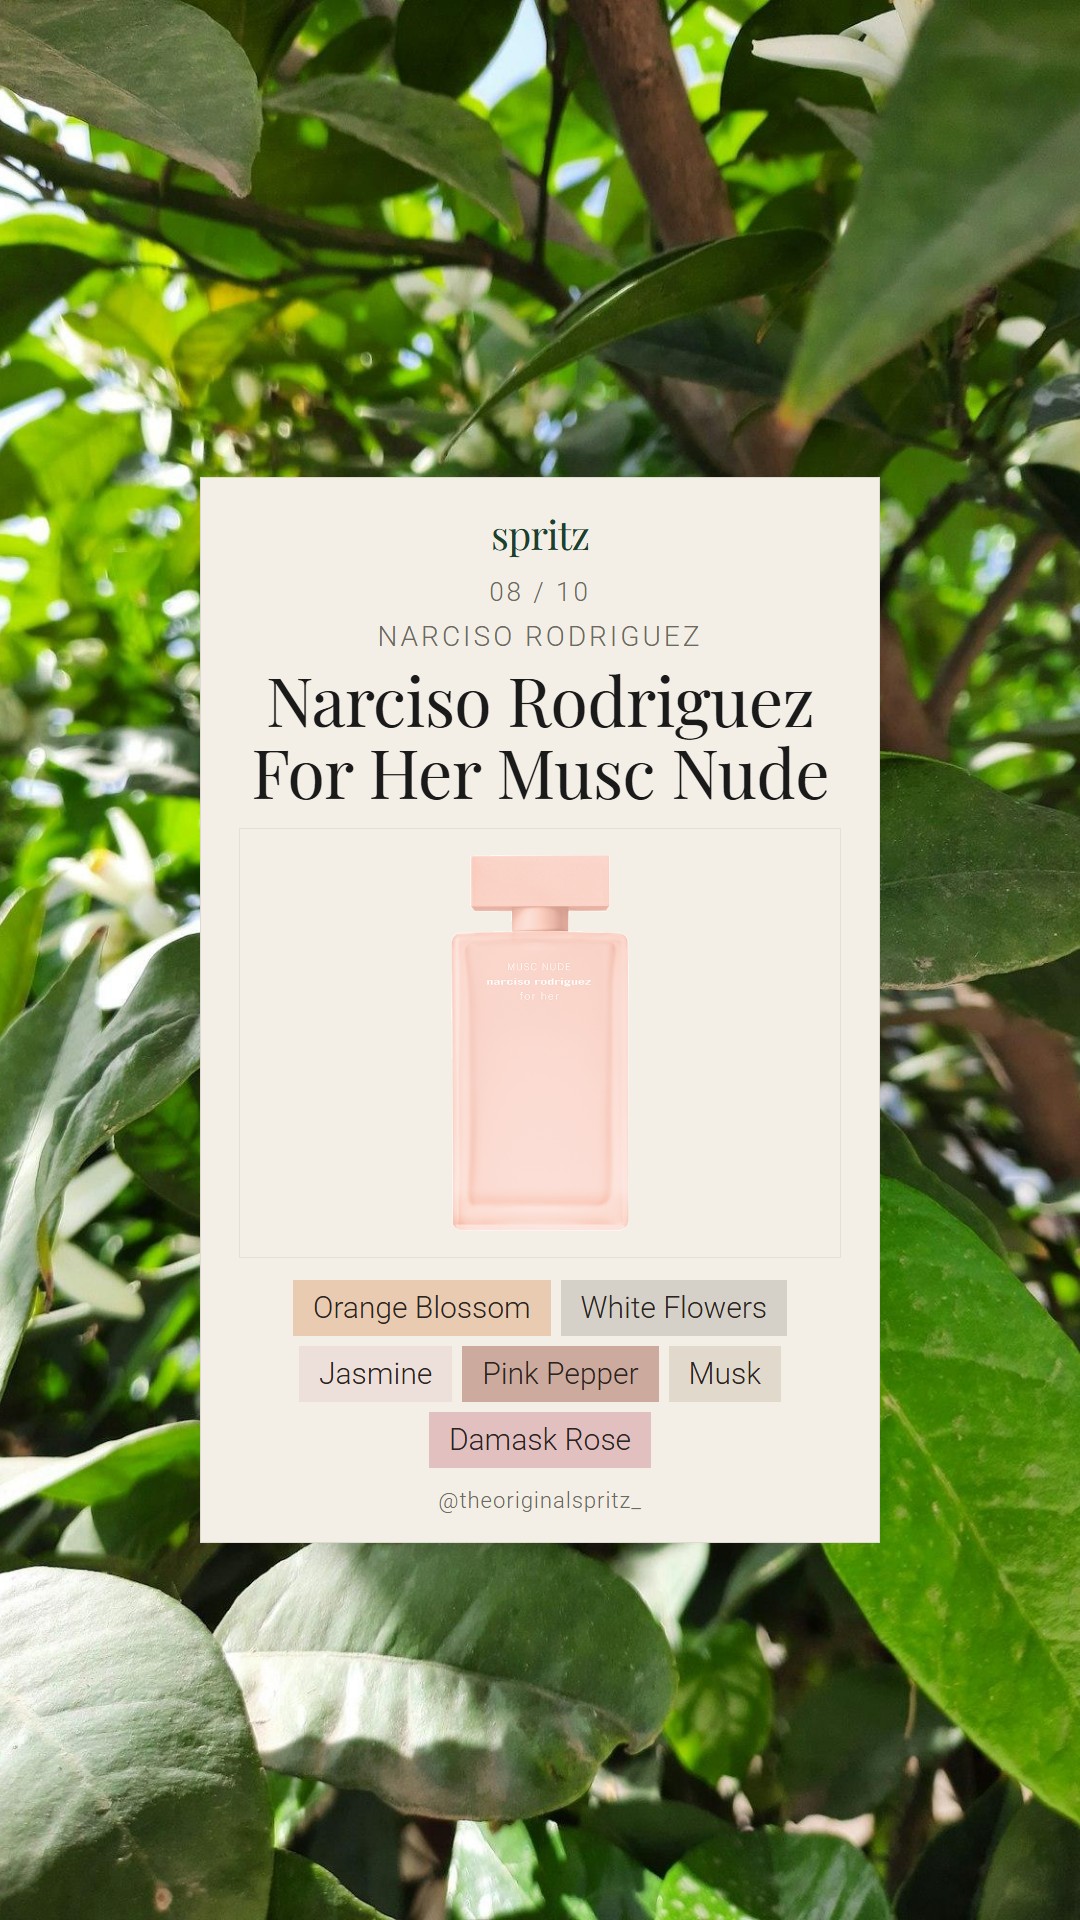 spritz
08 / 10
NARCISO RODRIGUEZ
Narciso Rodriguez
For Her Musc Nude
MUSC NUDE
narciso rodriguez
for her
Orange Blossom
White Flowers
Jasmine
Pink Pepper
Musk
Damask Rose
@theoriginalspritz_